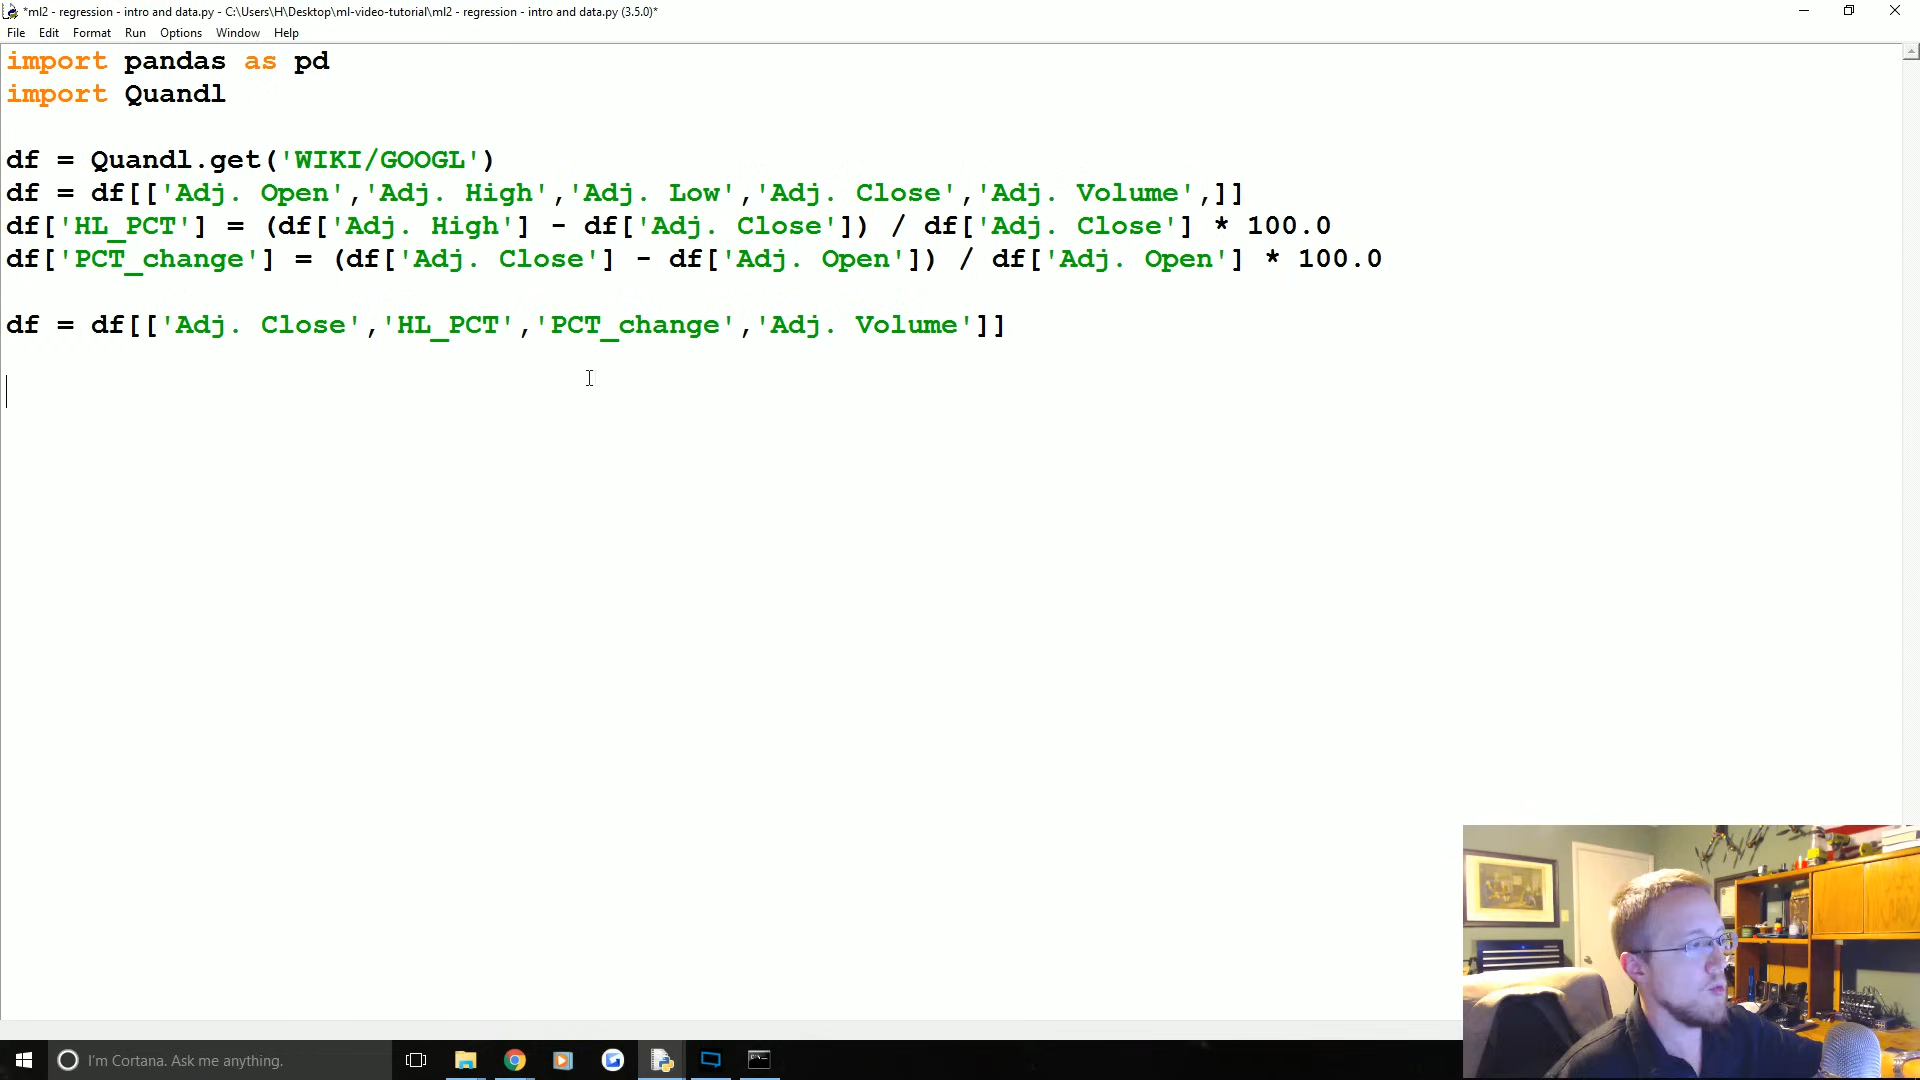 *ml2 - regression - intro and data.py - C:\Users\H\Desktop\ml-video-tutorial\ml2 - regression - intro and data.py (3.5.0)*
File Edit Format Run Options Window Help
import pandas as pd
import Quandl
df = Quandl.get('WIKI/GOOGL')
df = df[['Adj. Open','Adj. High','Adj. Low','Adj. Close','Adj. Volume',]]
df['HL_PCT'] = (df['Adj. High'] - df['Adj. Close']) / df['Adj. Close'] * 100.0
df['PCT_change'] = (df['Adj. Close'] - df['Adj. Open']) / df['Adj. Open'] * 100.0
df = df[['Adj. Close','HL_PCT','PCT_change','Adj. Volume']]
I'm Cortana. Ask me anything.